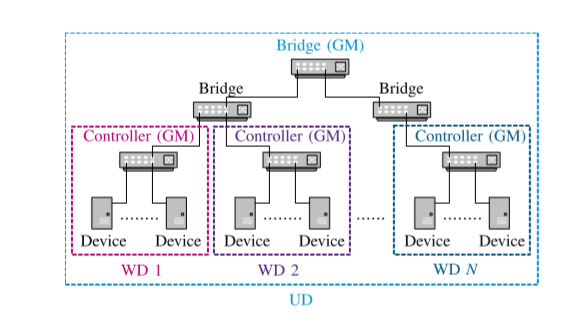 Bridge (GM)
Bridge Bridge
Controller (GM) Controller (GM) Controller (GM)
........ ........ ...... ........
Device Device Device Device Device Device
WD 1 WD 2 WD N
UD